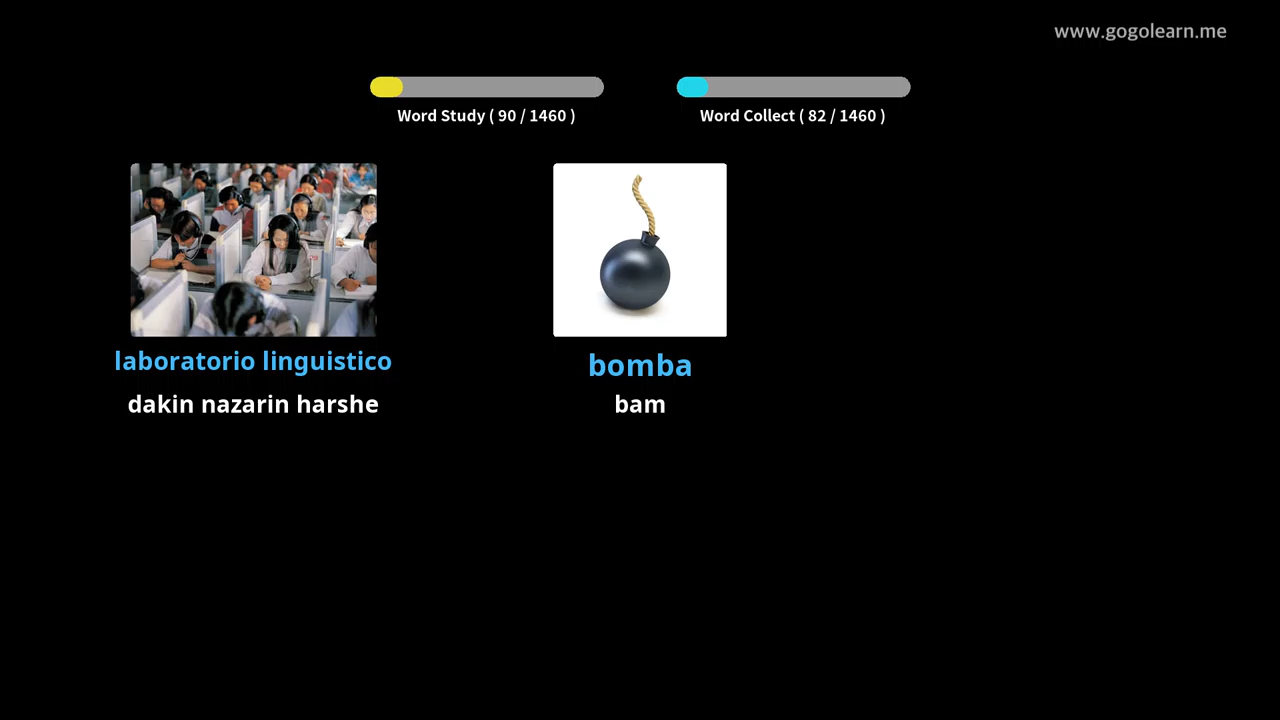 www.gogolearn.me
Word Study ( 90 / 1460 )
Word Collect ( 82 / 1460 )
laboratorio linguistico
dakin nazarin harshe
bomba
bam